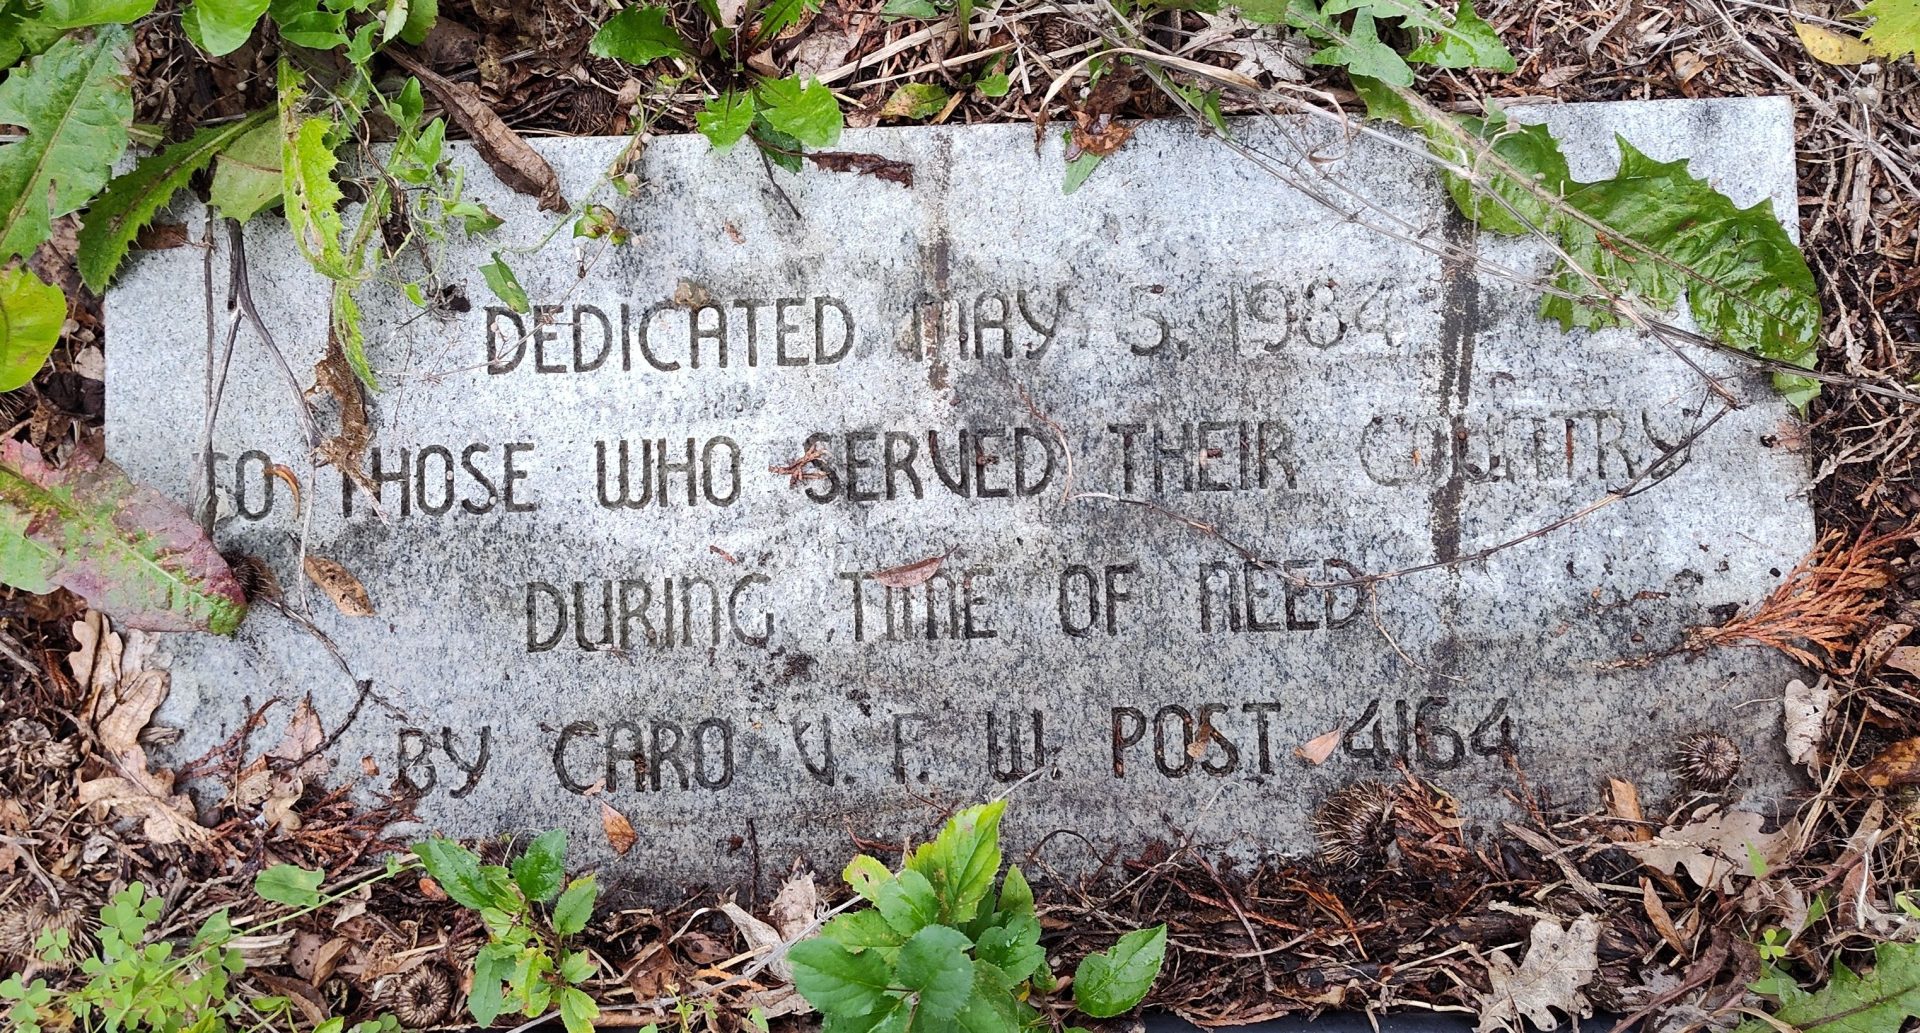 DEDICATED MAY 5, 1984
TO THOSE WHO SERVED THEIR COUNTRY
DURING TIME OF NEED
BY CARO V. F. W. POST 4164